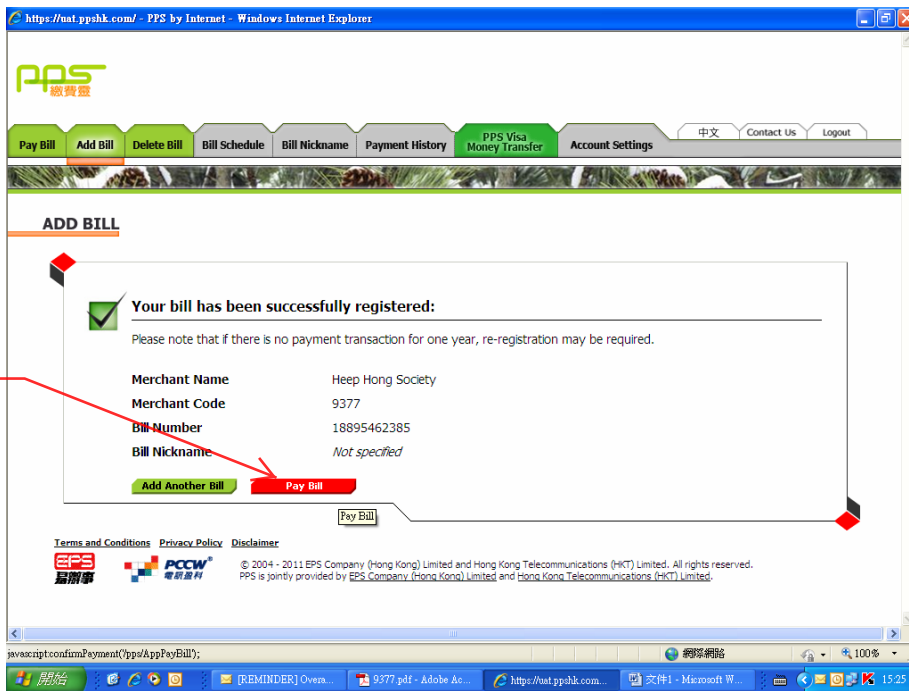 https://uat.ppshk.com/ - PPS by Internet - Windows Internet Explorer
pps
繳費靈
中文 Contact Us Logout
Pay Bill Add Bill Delete Bill Bill Schedule Bill Nickname Payment History PPS Visa Money Transfer Account Settings
ADD BILL
Your bill has been successfully registered:
Please note that if there is no payment transaction for one year, re-registration may be required.
Merchant Name Heep Hong Society
Merchant Code 9377
Bill Number 18895462385
Bill Nickname Not specified
Add Another Bill Pay Bill
Pay Bill
Terms and Conditions Privacy Policy Disclaimer
EPS
易辦事
PCCW
電訊盈科
© 2004 - 2011 EPS Company (Hong Kong) Limited and Hong Kong Telecommunications (HKT) Limited. All rights reserved.
PPS is jointly provided by EPS Company (Hong Kong) Limited and Hong Kong Telecommunications (HKT) Limited.
javascript:confirmPayment('/pps/AppPayBill'); 網際網路 100%
開始 [REMINDER] Overa... 9377.pdf - Adobe Ac... https://uat.ppshk.com... 文件1 - Microsoft W... 15:25